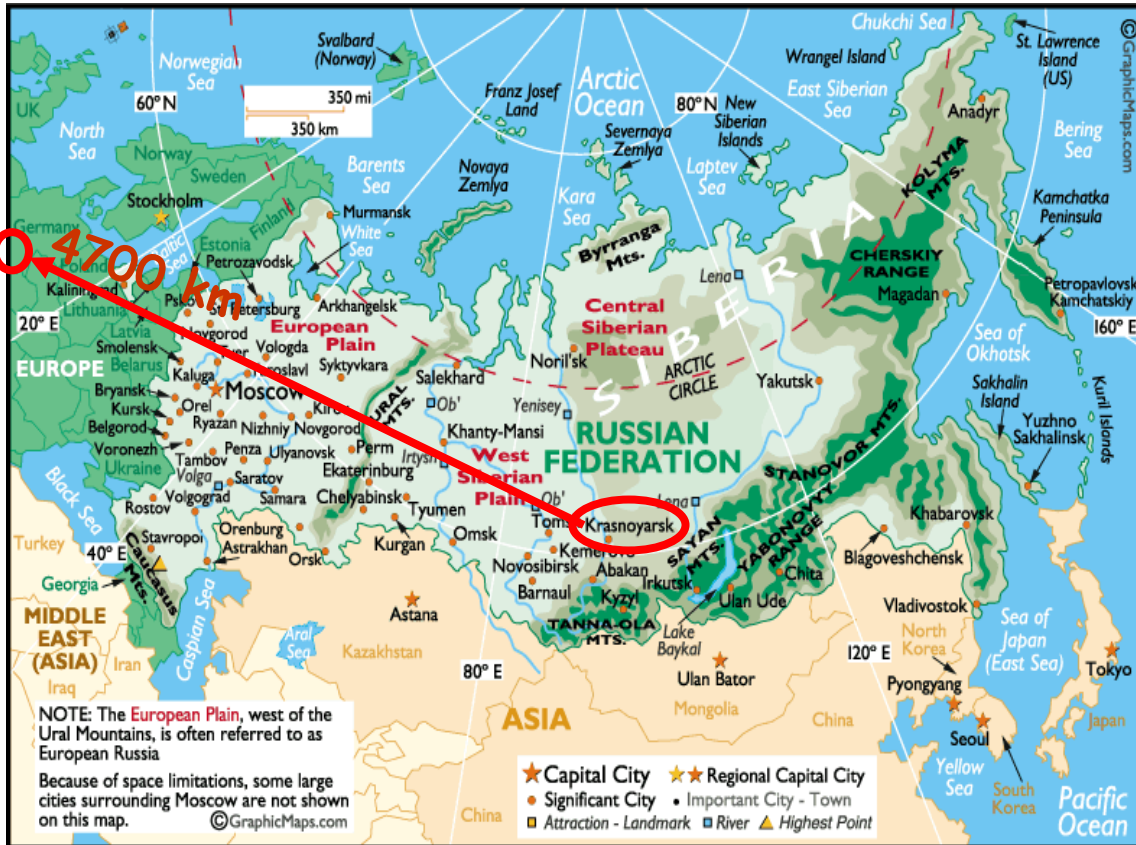 Chukchi Sea
Svalbard
(Norway)
Norwegian
Sea
Wrangel Island
St. Lawrence
Island
(US)
©GraphicMaps.com
Arctic
Ocean
East Siberian
Sea
UK
60° N
350 mi
350 km
Franz Josef
Land
80° N
New
Siberian
Islands
Anadyr
North
Sea
Severnaya
Zemlya
Bering
Sea
Norway
Barents
Sea
Novaya
Zemlya
Laptev
Sea
KOLYMA
MTS.
Sweden
Kara
Sea
Stockholm
Finland
Murmansk
White
Sea
Kamchatka
Peninsula
Germany
4700 km
Estonia
Byrranga
Mts.
SIBERIA
CHERSKIY
RANGE
Petrozavodsk
Lena
Magadan
Petropavlovsk
Kamchatskiy
Kaliningrad
Lithuania
Arkhangelsk
Central
Siberian
Plateau
20° E
European
Plain
160° E
Latvia
Novgorod
Sea of
Okhotsk
Smolensk
Vologda
Noril'sk
EUROPE
Belarus
Kaluga
Syktyvkara
Salekhard
ARCTIC
CIRCLE
Yakutsk
Sakhalin
Island
Kuril Islands
Bryansk
Moscow
URAL
MTS.
Ob'
Yenisey
Kursk
Orel
Ryazan
Kirov
Yuzhno
Sakhalinsk
Belgorod
Nizhniy Novgorod
Khanty-Mansi
RUSSIAN
FEDERATION
Voronezh
Penza
Ulyanovsk
Perm
Irtysh
West
Siberian
Plain
STANOVOR MTS.
Ukraine
Tambov
Ekaterinburg
Volga
Saratov
Black Sea
Volgograd
Samara
Chelyabinsk
Tyumen
Ob'
Lena
Khabarovsk
Rostov
Krasnoyarsk
Orenburg
Omsk
SAYAN
MTS.
YABONOVYY
RANGE
Turkey
Stavropol
Astrakhan
Orsk
Kurgan
Kemerovo
Blagoveshchensk
40° E
Caucasus
Mts.
Novosibirsk
Abakan
Irkutsk
Chita
Georgia
Barnaul
Kyzyl
Ulan Ude
Astana
Vladivostok
MIDDLE
EAST
(ASIA)
Caspian Sea
TANNA-OLA
MTS.
Lake
Baykal
Sea of
Japan
(East Sea)
Aral
Sea
Kazakhstan
North
Korea
120° E
Iran
80° E
Ulan Bator
Tokyo
Pyongyang
Iraq
Mongolia
China
Japan
ASIA
Seoul
NOTE: The European Plain, west of the
Ural Mountains, is often referred to as
European Russia
Because of space limitations, some large
cities surrounding Moscow are not shown
on this map.
©GraphicMaps.com
Yellow
Sea
South
Korea
Pacific
Ocean
China
Capital City
Regional Capital City
Significant City
Important City - Town
Attraction - Landmark
River
Highest Point